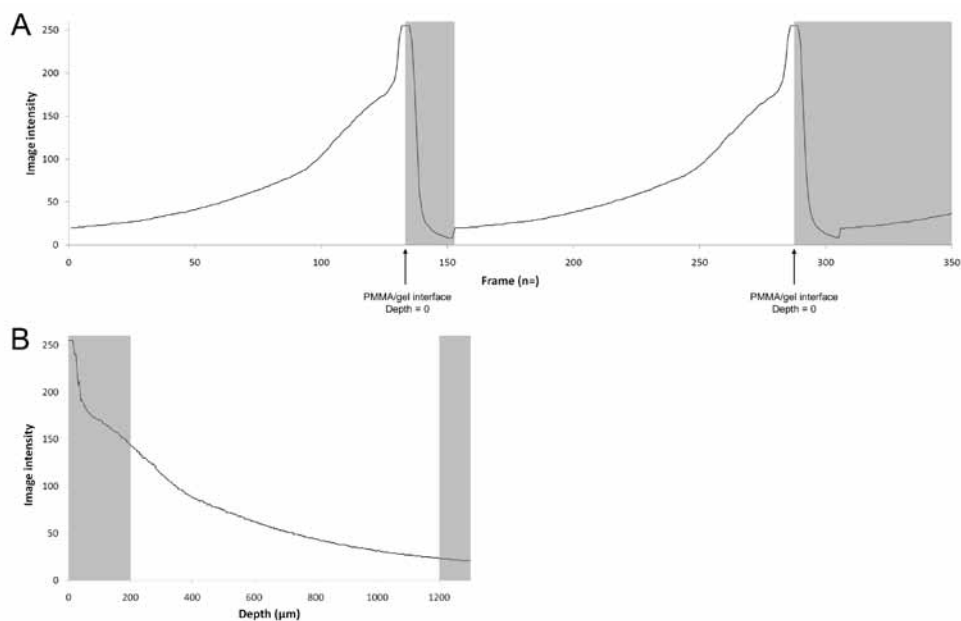 A
Image intensity
250
200
150
100
50
0
0 50 100 150 200 250 300 350
Frame (n=)
PMMA/gel interface
Depth = 0
PMMA/gel interface
Depth = 0
B
Image intensity
250
200
150
100
50
0
0 200 400 600 800 1000 1200
Depth (μm)